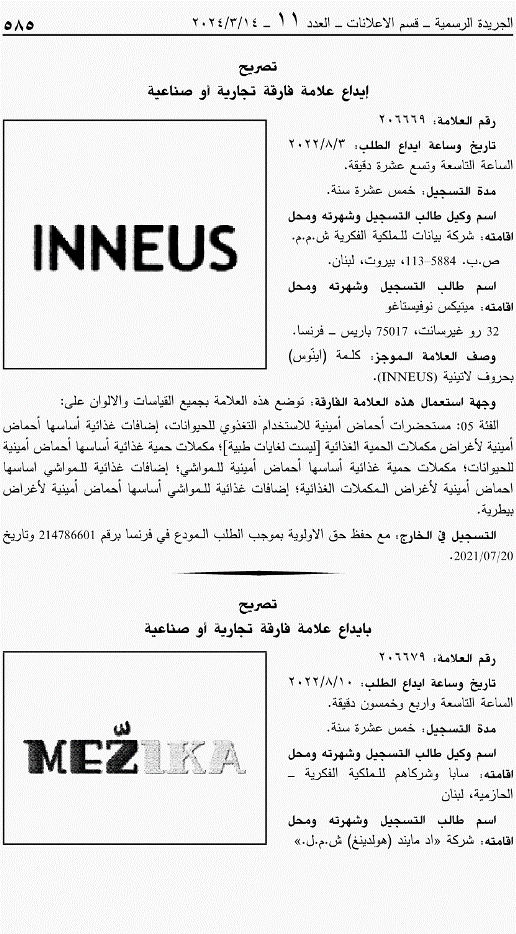 الجريدة الرسمية ــ قسم الاعلانات ــ العدد ١١ ــ ٢٠٢٤/٣/١٤
٥٨٥
تصريح
إيداع علامة فارقة تجارية أو صناعية
INNEUS
رقم العلامة: ٢٠٦٦٦٩
تاريخ وساعة ايداع الطلب: ٢٠٢٢/٨/٣
الساعة التاسعة وتسع عشرة دقيقة.
مدة التسجيل: خمس عشرة سنة.
اسم وكيل طالب التسجيل وشهرته ومحل
اقامته: شركة بيانات للملكية الفكرية ش.م.م.
ص.ب. 5884–113، بيروت، لبنان.
اسم طالب التسجيل وشهرته ومحل
اقامته: ميتيكس نوفيستاغو
32 رو غيرسانت، 75017 باريس ــ فرنسا.
وصف العلامة الموجز: كلمة (اينّوس)
بحروف لاتينية (INNEUS).
وجهة استعمال هذه العلامة الفارقة: توضع هذه العلامة بجميع القياسات والالوان على:
الفئة 05: مستحضرات أحماض أمينية للاستخدام التغذوي للحيوانات، إضافات غذائية أساسها أحماض
أمينية لأغراض مكملات الحمية الغذائية [ليست لغايات طبية]؛ مكملات حمية غذائية أساسها أحماض أمينية
للحيوانات؛ مكملات حمية غذائية أساسها أحماض أمينية للمواشي؛ إضافات غذائية للمواشي اساسها
احماض أمينية لأغراض المكملات الغذائية؛ إضافات غذائية للمواشي أساسها أحماض أمينية لأغراض
بيطرية.
التسجيل في الخارج: مع حفظ حق الاولوية بموجب الطلب المودع في فرنسا برقم 214786601 وتاريخ
2021/07/20.
تصريح
بايداع علامة فارقة تجارية أو صناعية
MEZIKA
رقم العلامة: ٢٠٦٦٧٩
تاريخ وساعة ايداع الطلب: ٢٠٢٢/٨/١٠
الساعة التاسعة واربع وخمسون دقيقة.
مدة التسجيل: خمس عشرة سنة.
اسم وكيل طالب التسجيل وشهرته ومحل
اقامته: سابا وشركاهم للملكية الفكرية ــ
الحازمية، لبنان
اسم طالب التسجيل وشهرته ومحل
اقامته: شركة «اد مايند (هولدينغ) ش.م.ل.»